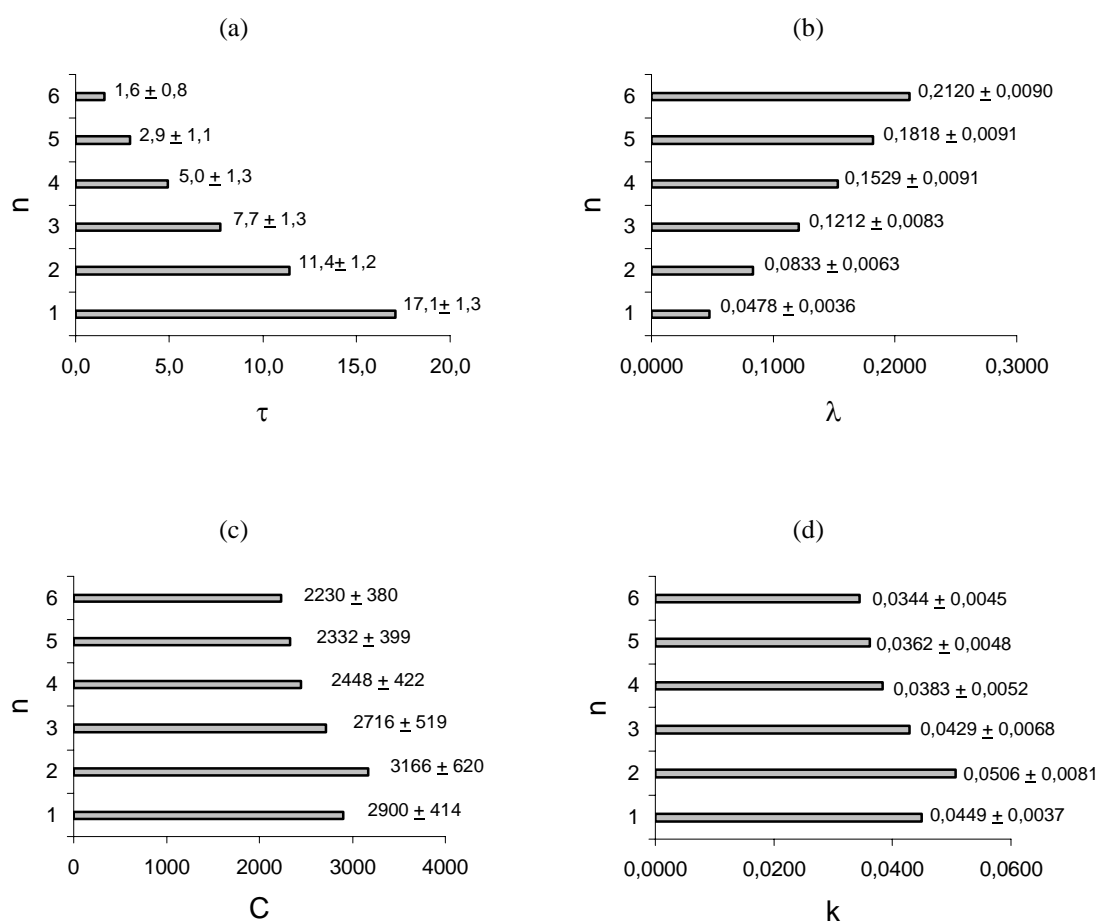 (a)
6 1,6 ± 0,8
5 2,9 ± 1,1
4 5,0 ± 1,3
3 7,7 ± 1,3
2 11,4± 1,2
1 17,1± 1,3
n
0,0 5,0 10,0 15,0 20,0
τ
(b)
6 0,2120 ± 0,0090
5 0,1818 ± 0,0091
4 0,1529 ± 0,0091
3 0,1212 ± 0,0083
2 0,0833 ± 0,0063
1 0,0478 ± 0,0036
n
0,0000 0,1000 0,2000 0,3000
λ
(c)
6 2230 ± 380
5 2332 ± 399
4 2448 ± 422
3 2716 ± 519
2 3166 ± 620
1 2900 ± 414
n
0 1000 2000 3000 4000
C
(d)
6 0,0344 ± 0,0045
5 0,0362 ± 0,0048
4 0,0383 ± 0,0052
3 0,0429 ± 0,0068
2 0,0506 ± 0,0081
1 0,0449 ± 0,0037
n
0,0000 0,0200 0,0400 0,0600
k